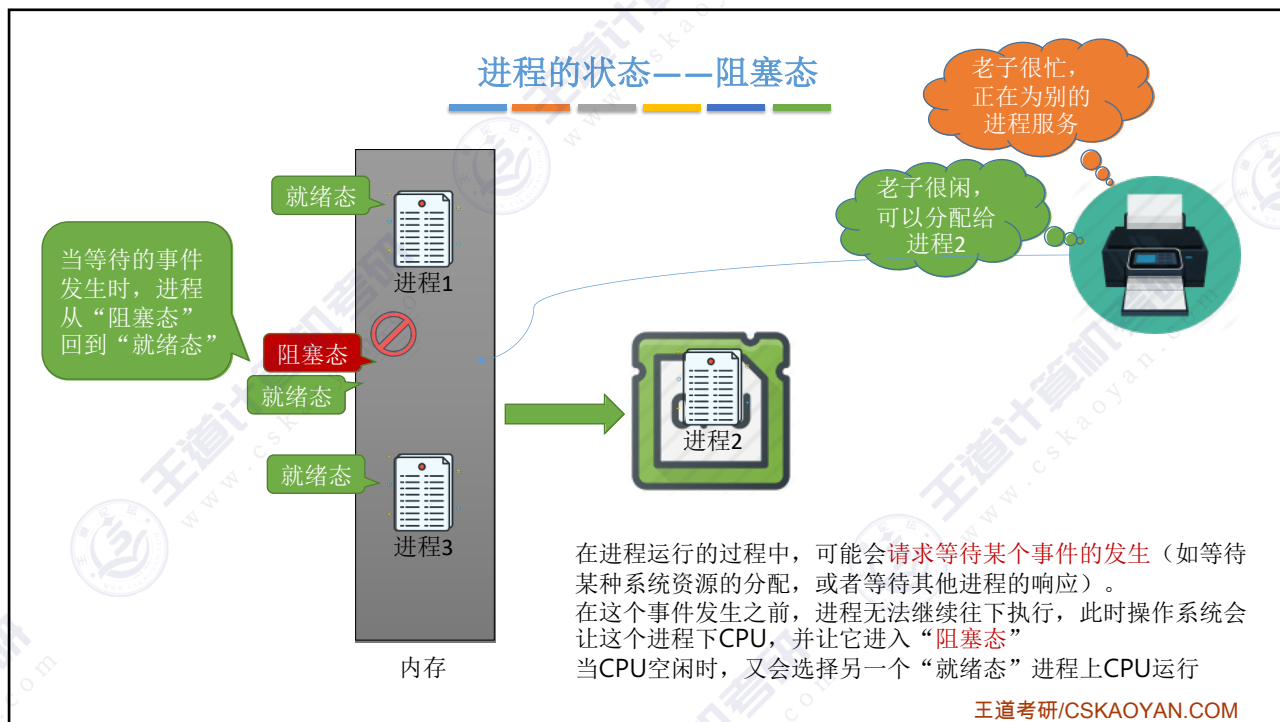 进程的状态——阻塞态
老子很忙，
正在为别的
进程服务
老子很闲，
可以分配给
进程2
就绪态
进程1
当等待的事件
发生时，进程
从“阻塞态”
回到“就绪态”
阻塞态
就绪态
进程2
就绪态
进程3
内存
在进程运行的过程中，可能会请求等待某个事件的发生（如等待
某种系统资源的分配，或者等待其他进程的响应）。
在这个事件发生之前，进程无法继续往下执行，此时操作系统会
让这个进程下CPU，并让它进入“阻塞态”
当CPU空闲时，又会选择另一个“就绪态”进程上CPU运行
王道考研/CSKAOYAN.COM